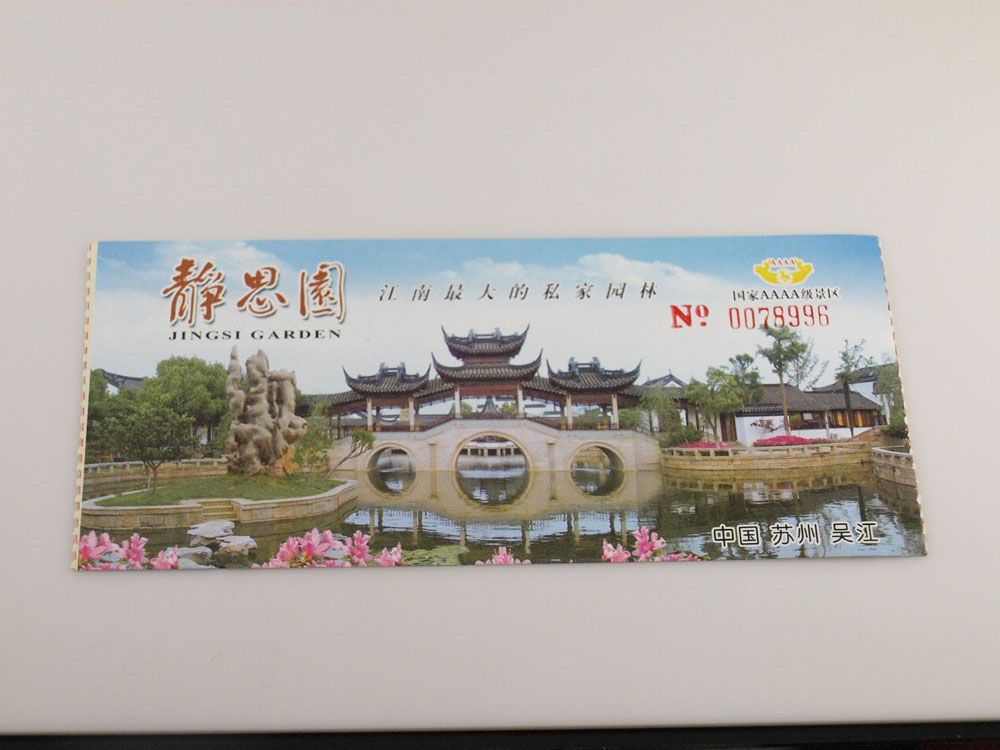 静思園
JINGSI GARDEN
江南最大的私家园林
AAAA
国家AAAA级景区
Nº 0078996
中国 苏州 吴江